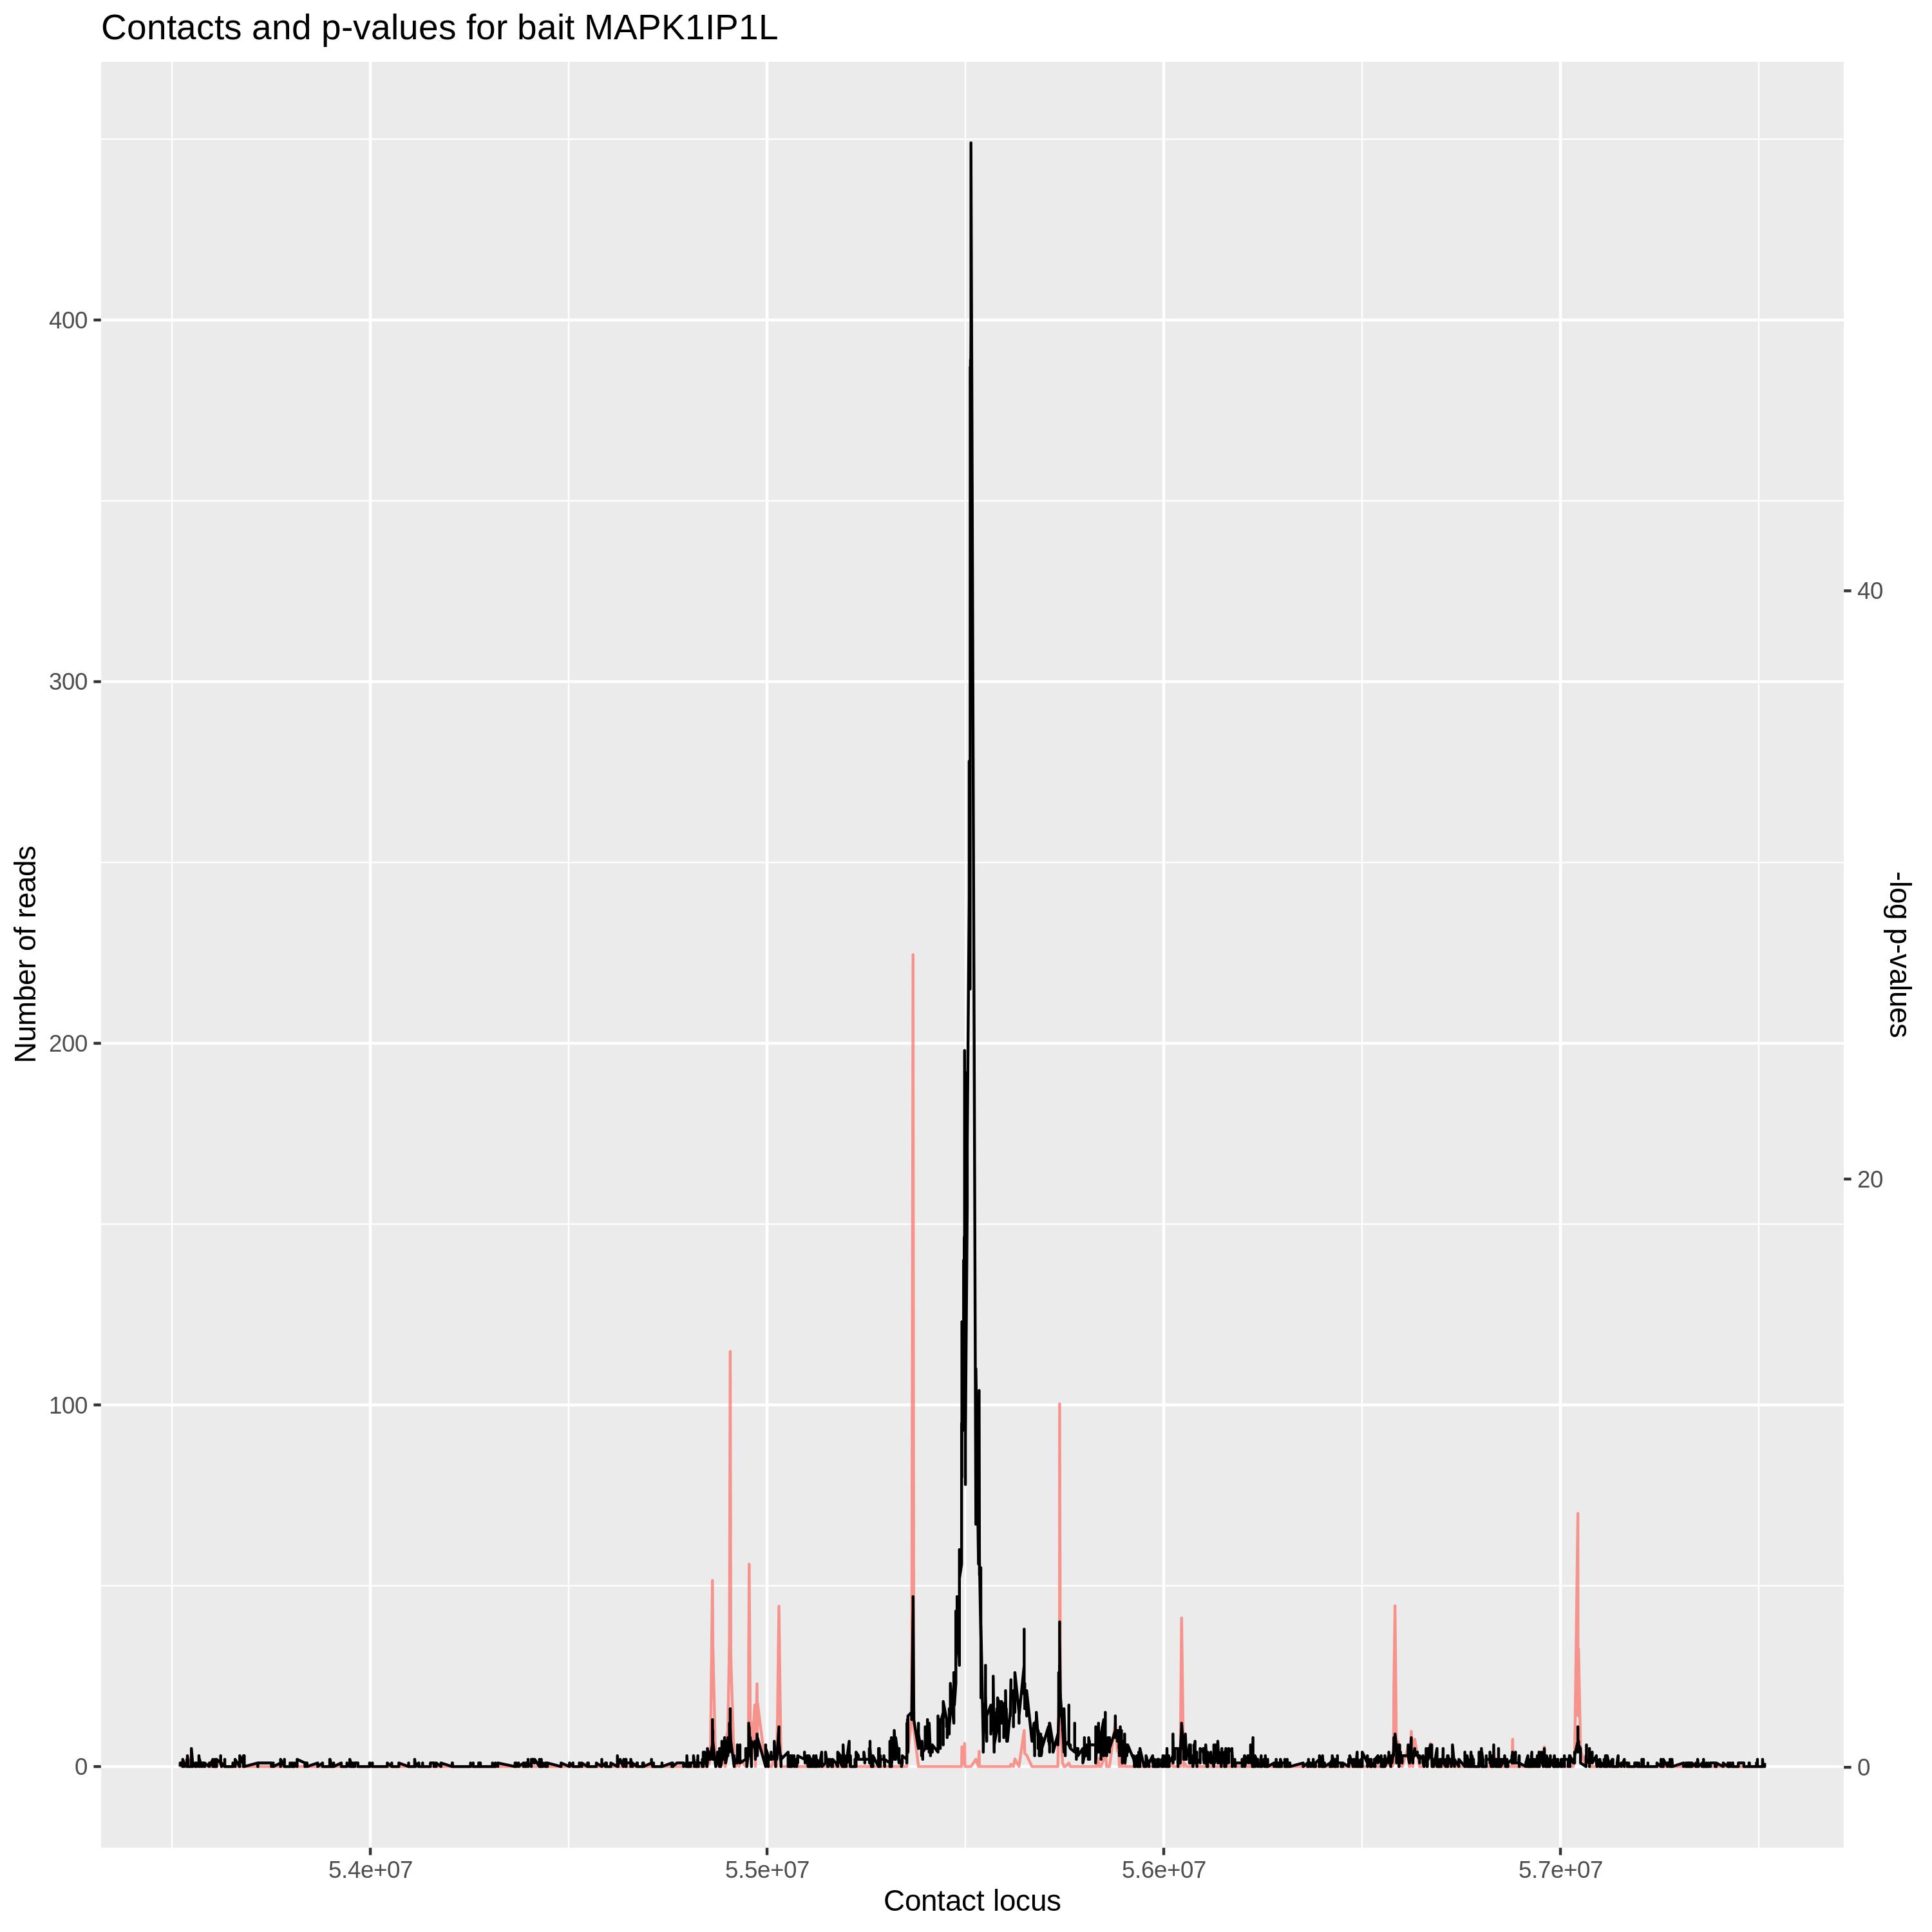 Contacts and p-values for bait MAPK1IP1L
400
300
200
100
0
Number of reads
40
20
0
-log p-values
5.4e+07
5.5e+07
5.6e+07
5.7e+07
Contact locus